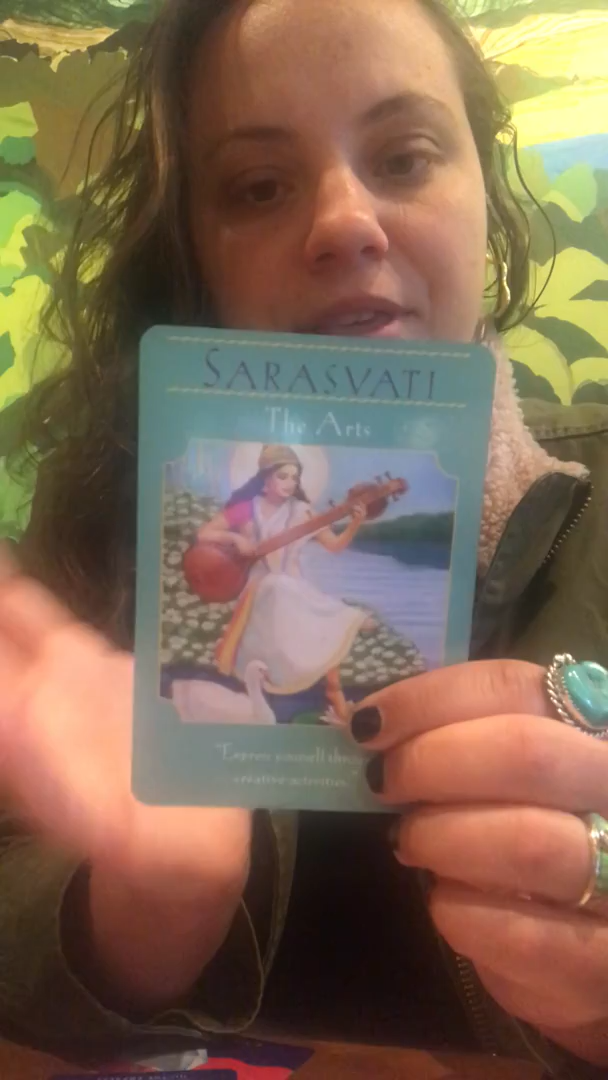 SARASVATI
The Arts
"Express yourself through
creative activities."